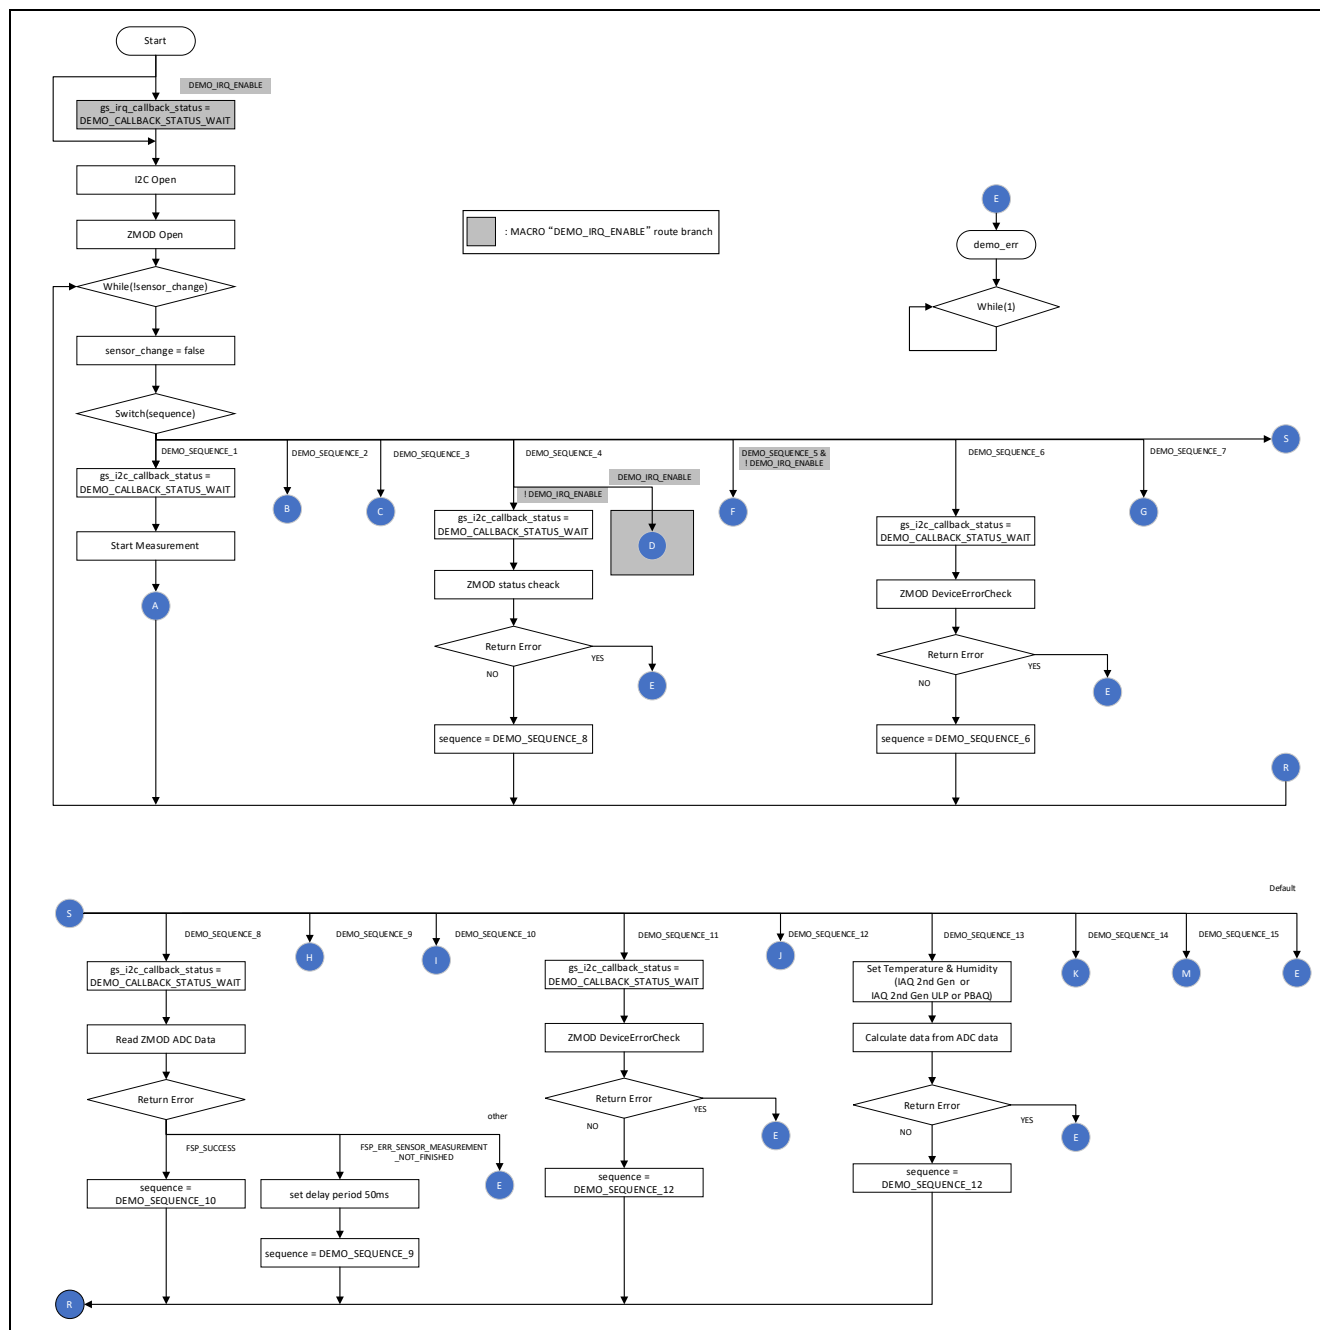 Start
DEMO_IRQ_ENABLE
gs_irq_callback_status =
DEMO_CALLBACK_STATUS_WAIT
I2C Open
ZMOD Open
: MACRO “DEMO_IRQ_ENABLE” route branch
E
demo_err
While(!sensor_change)
While(1)
sensor_change = false
Switch(sequence)
S
DEMO_SEQUENCE_1
DEMO_SEQUENCE_2
DEMO_SEQUENCE_3
DEMO_SEQUENCE_4
DEMO_SEQUENCE_5 &
! DEMO_IRQ_ENABLE
DEMO_SEQUENCE_6
DEMO_SEQUENCE_7
DEMO_IRQ_ENABLE
! DEMO_IRQ_ENABLE
gs_i2c_callback_status =
DEMO_CALLBACK_STATUS_WAIT
B
C
F
G
gs_i2c_callback_status =
DEMO_CALLBACK_STATUS_WAIT
D
gs_i2c_callback_status =
DEMO_CALLBACK_STATUS_WAIT
Start Measurement
ZMOD status cheack
ZMOD DeviceErrorCheck
A
Return Error
YES
NO
E
Return Error
YES
NO
E
sequence = DEMO_SEQUENCE_8
sequence = DEMO_SEQUENCE_6
R
Default
S
DEMO_SEQUENCE_8
DEMO_SEQUENCE_9
DEMO_SEQUENCE_10
DEMO_SEQUENCE_11
DEMO_SEQUENCE_12
DEMO_SEQUENCE_13
DEMO_SEQUENCE_14
DEMO_SEQUENCE_15
gs_i2c_callback_status =
DEMO_CALLBACK_STATUS_WAIT
H
I
gs_i2c_callback_status =
DEMO_CALLBACK_STATUS_WAIT
J
Set Temperature & Humidity
(IAQ 2nd Gen or
IAQ 2nd Gen ULP or PBAQ)
K
M
E
Read ZMOD ADC Data
ZMOD DeviceErrorCheck
Calculate data from ADC data
Return Error
other
FSP_SUCCESS
FSP_ERR_SENSOR_MEASUREMENT
_NOT_FINISHED
E
Return Error
YES
NO
E
Return Error
YES
NO
E
sequence =
DEMO_SEQUENCE_10
set delay period 50ms
sequence =
DEMO_SEQUENCE_12
sequence =
DEMO_SEQUENCE_12
sequence = DEMO_SEQUENCE_9
R